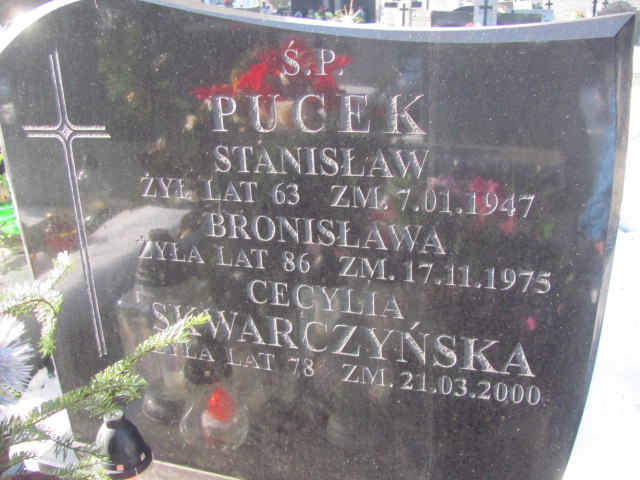 Ś.P.
PUCEK
STANISŁAW
ŻYŁ LAT 63 ZM. 7.01.1947
BRONISŁAWA
ŻYŁA LAT 86 ZM. 17.11.1975
CECYLIA
SKWARCZYŃSKA
ŻYŁA LAT 78 ZM. 21.03.2000